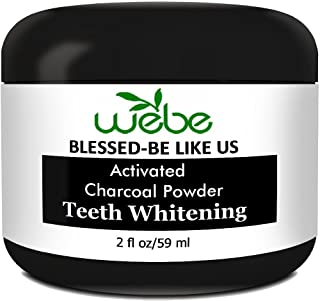 webe
BLESSED-BE LIKE US
Activated
Charcoal Powder
Teeth Whitening
2 fl oz/59 ml